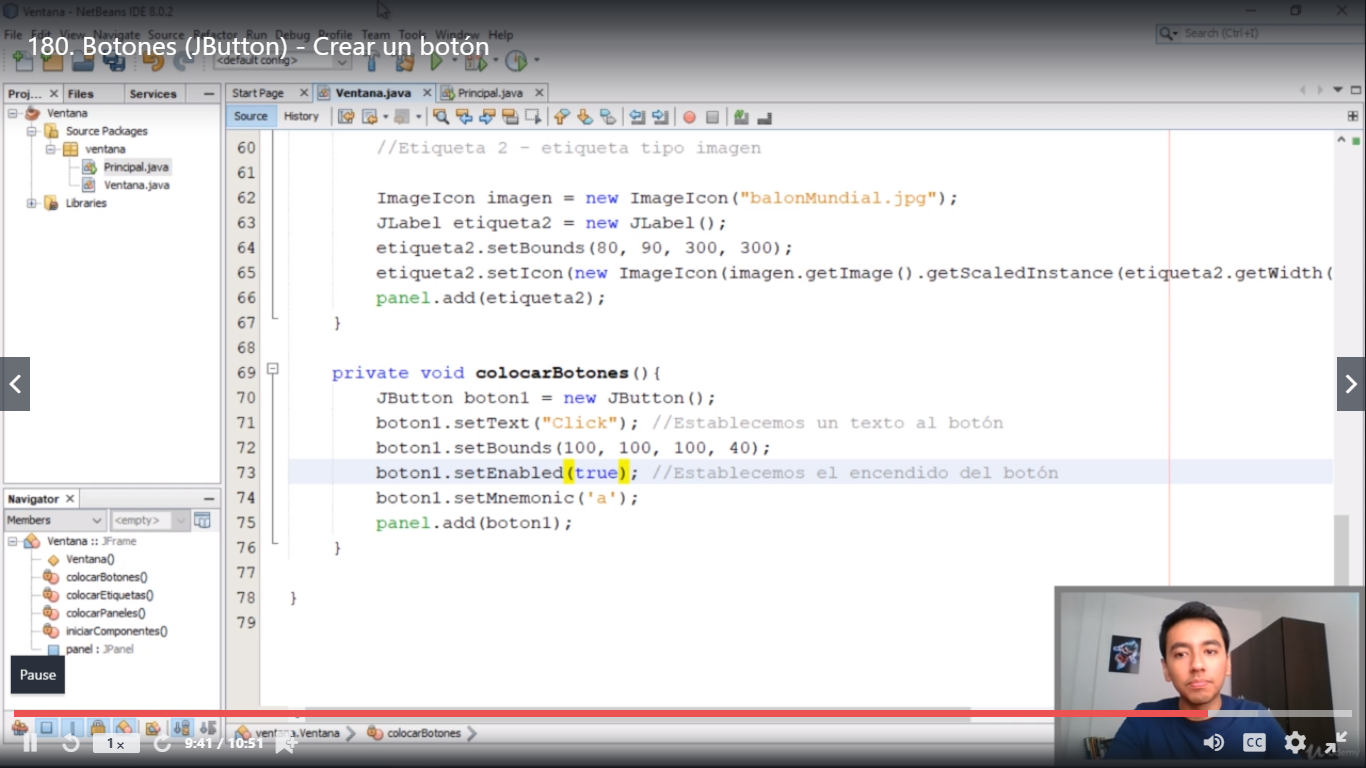 Ventana - NetBeans IDE 8.0.2
File Edit View Navigate Source Refactor Run Debug Profile Team Tools Window Help
Search (Ctrl+I)
180. Botones (JButton) - Crear un botón
<default config>
Proj... Files Services
Start Page Ventana.java Principal.java
Source History
Ventana
Source Packages
ventana
Principal.java
Ventana.java
Libraries
60 //Etiqueta 2 - etiqueta tipo imagen
61
62 ImageIcon imagen = new ImageIcon("balonMundial.jpg");
63 JLabel etiqueta2 = new JLabel();
64 etiqueta2.setBounds(80, 90, 300, 300);
65 etiqueta2.setIcon(new ImageIcon(imagen.getImage().getScaledInstance(etiqueta2.getWidth(
66 panel.add(etiqueta2);
67 }
68
69 private void colocarBotones(){
70 JButton boton1 = new JButton();
71 boton1.setText("Click"); //Establecemos un texto al botón
72 boton1.setBounds(100, 100, 100, 40);
73 boton1.setEnabled(true); //Establecemos el encendido del botón
74 boton1.setMnemonic('a');
75 panel.add(boton1);
76 }
77
78 }
79
Navigator
Members <empty>
Ventana :: JFrame
Ventana()
colocarBotones()
colocarEtiquetas()
colocarPaneles()
iniciarComponentes()
panel : JPanel
Pause
ventana.Ventana colocarBotones
1x 9:41 / 10:51 CC